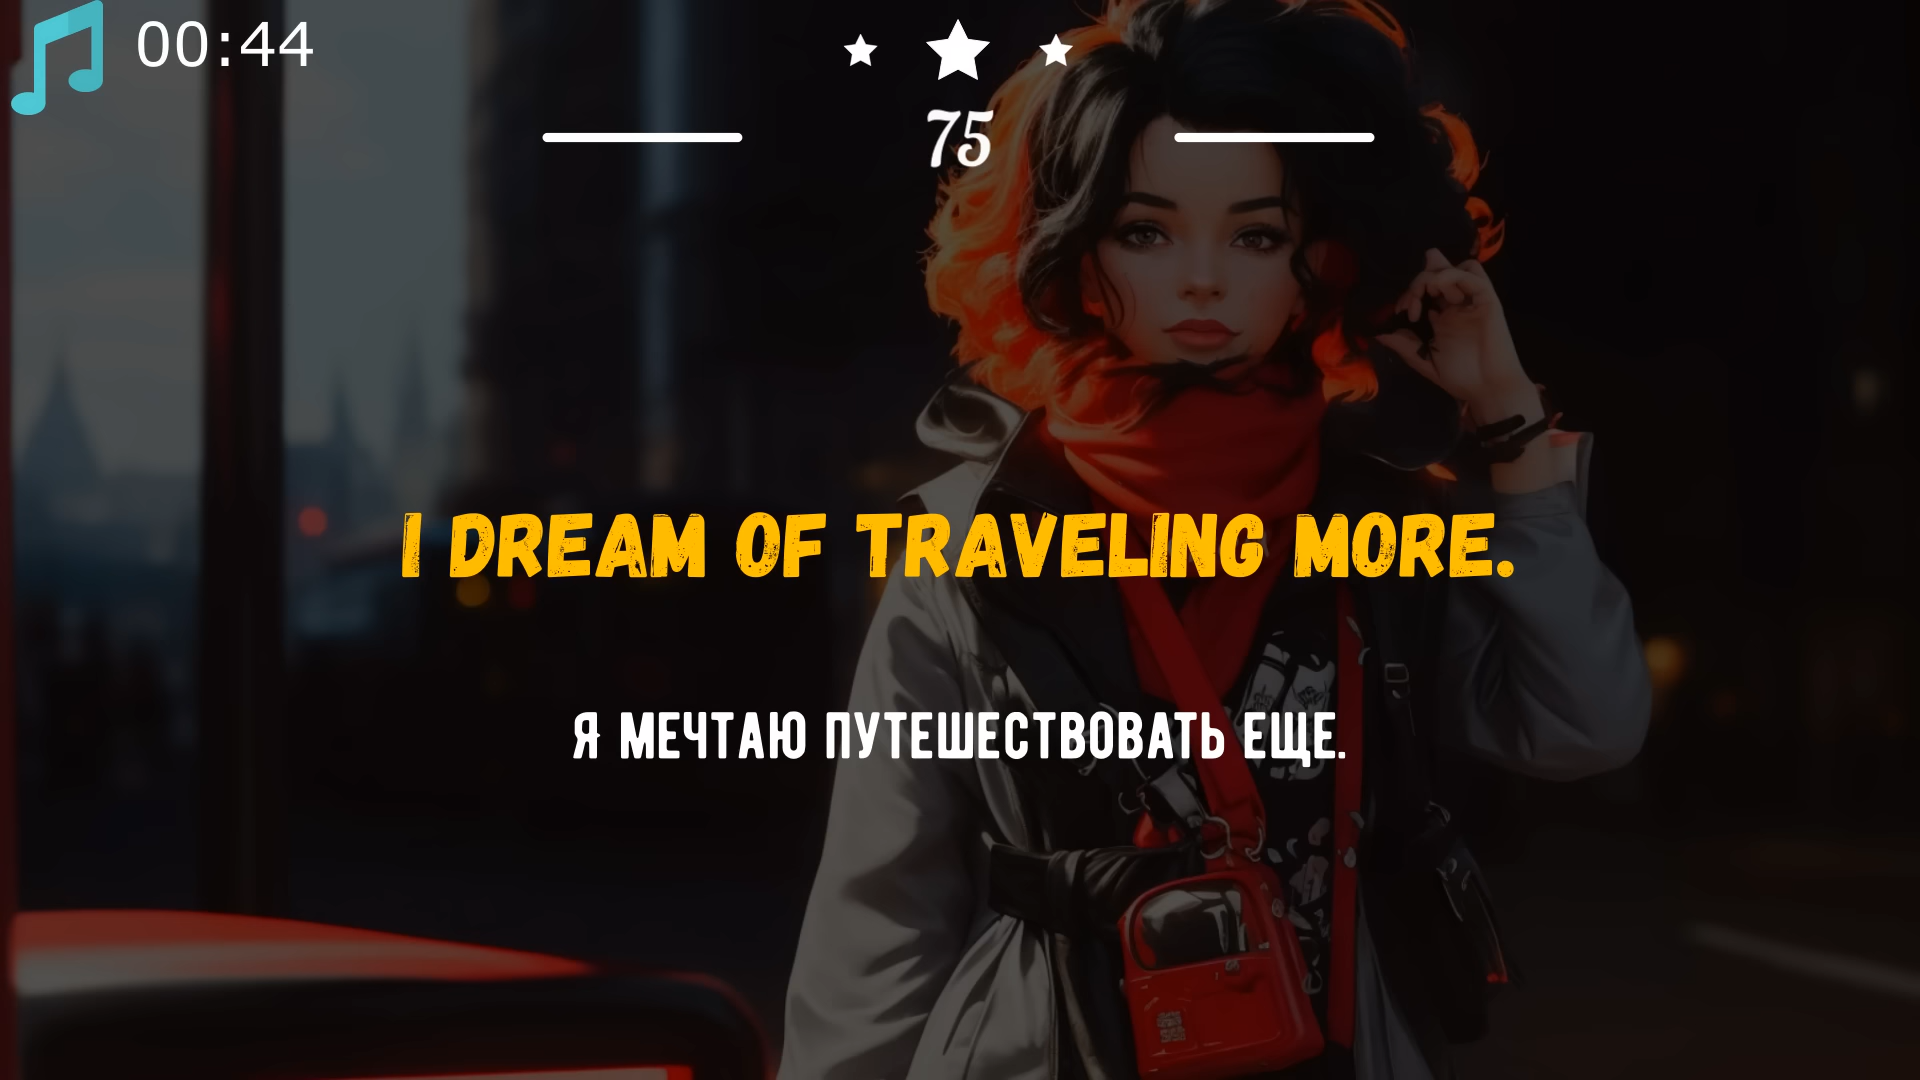 00:44
75
I DREAM OF TRAVELING MORE.
Я МЕЧТАЮ ПУТЕШЕСТВОВАТЬ ЕЩЕ.